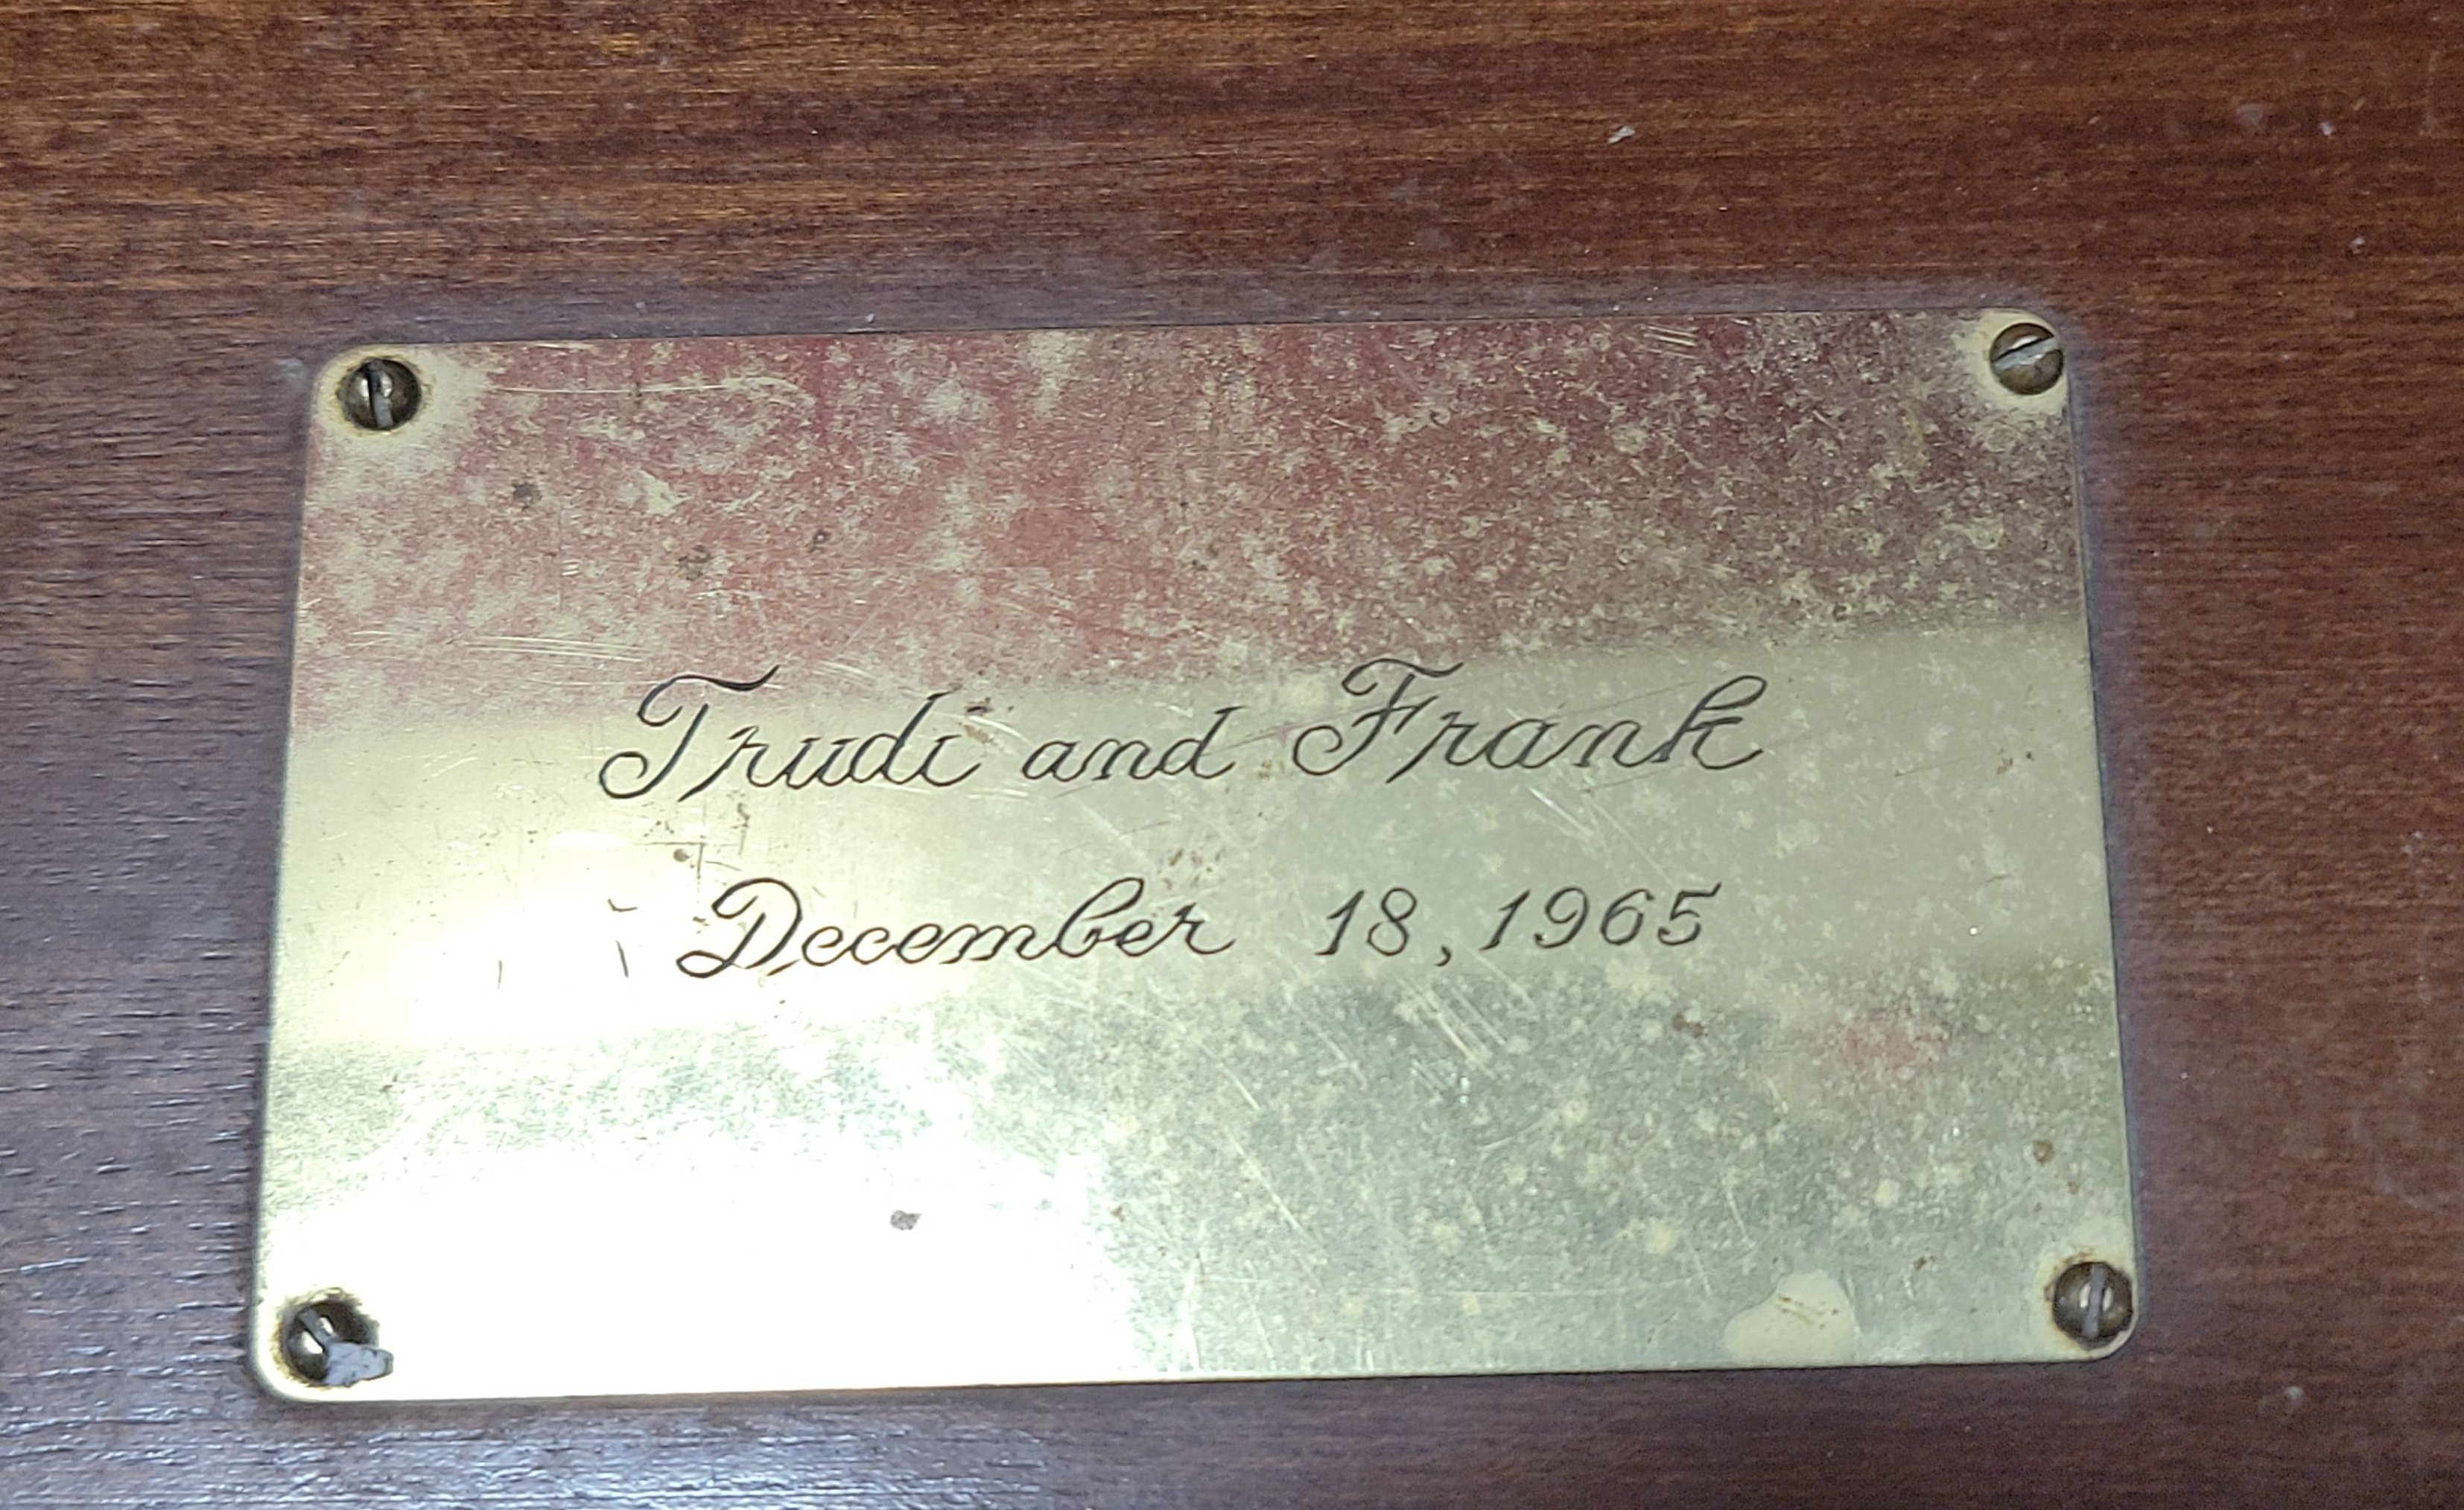 Trudi and Frank
December 18, 1965